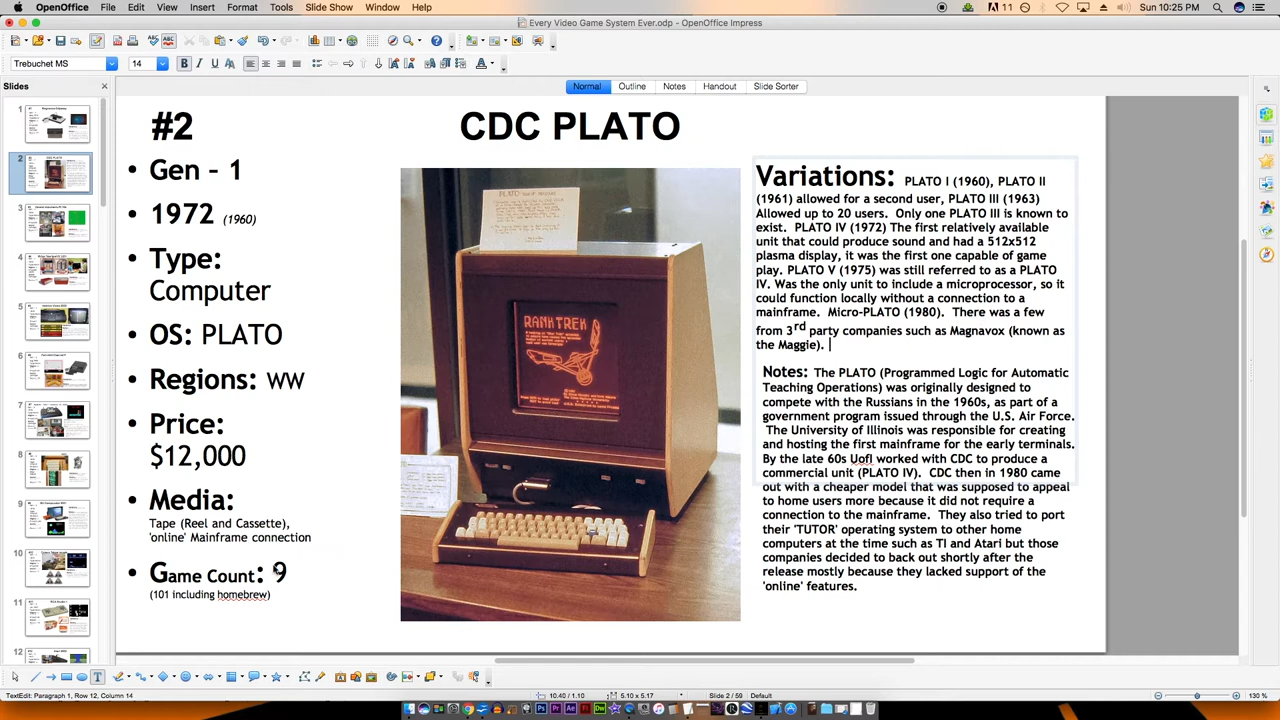 OpenOffice File Edit View Insert Format Tools Slide Show Window Help
11 Sun 10:25 PM
Every Video Game System Ever.odp - OpenOffice Impress
Trebuchet MS 14
Slides
Normal Outline Notes Handout Slide Sorter
1
2
3
4
5
6
7
8
9
10
11
12
#2
CDC PLATO
• Gen – 1
• 1972 (1960)
• Type:
Computer
• OS: PLATO
• Regions: WW
• Price:
$12,000
• Media:
Tape (Reel and Cassette),
'online' Mainframe connection
• Game Count: 9
(101 including homebrew)
PLATO
RANKTREK
Variations: PLATO I (1960), PLATO II
(1961) allowed for a second user, PLATO III (1963)
Allowed up to 20 users. Only one PLATO III is known to
exist. PLATO IV (1972) The first relatively available
unit that could produce sound and had a 512x512
plasma display, it was the first one capable of game
play. PLATO V (1975) was still referred to as a PLATO
IV. Was the only unit to include a microprocessor, so it
could function locally without a connection to a
mainframe. Micro-PLATO (1980). There was a few
from 3rd party companies such as Magnavox (known as
the Maggie).
Notes: The PLATO (Programmed Logic for Automatic
Teaching Operations) was originally designed to
compete with the Russians in the 1960s, as part of a
government program issued through the U.S. Air Force.
The University of Illinois was responsible for creating
and hosting the first mainframe for the early terminals.
By the late 60s UofI worked with CDC to produce a
commercial unit (PLATO IV). CDC then in 1980 came
out with a cheaper model that was supposed to appeal
to home users more because it did not require a
connection to the mainframe. They also tried to port
their 'TUTOR' operating system to other home
computers at the time such as TI and Atari but those
companies decided to back out shortly after the
release mostly because they lacked support of the
'online' features.
TextEdit: Paragraph 1, Row 12, Column 14 10.40 / 1.10 5.10 x 5.17 Slide 2 / 59 Default 130 %